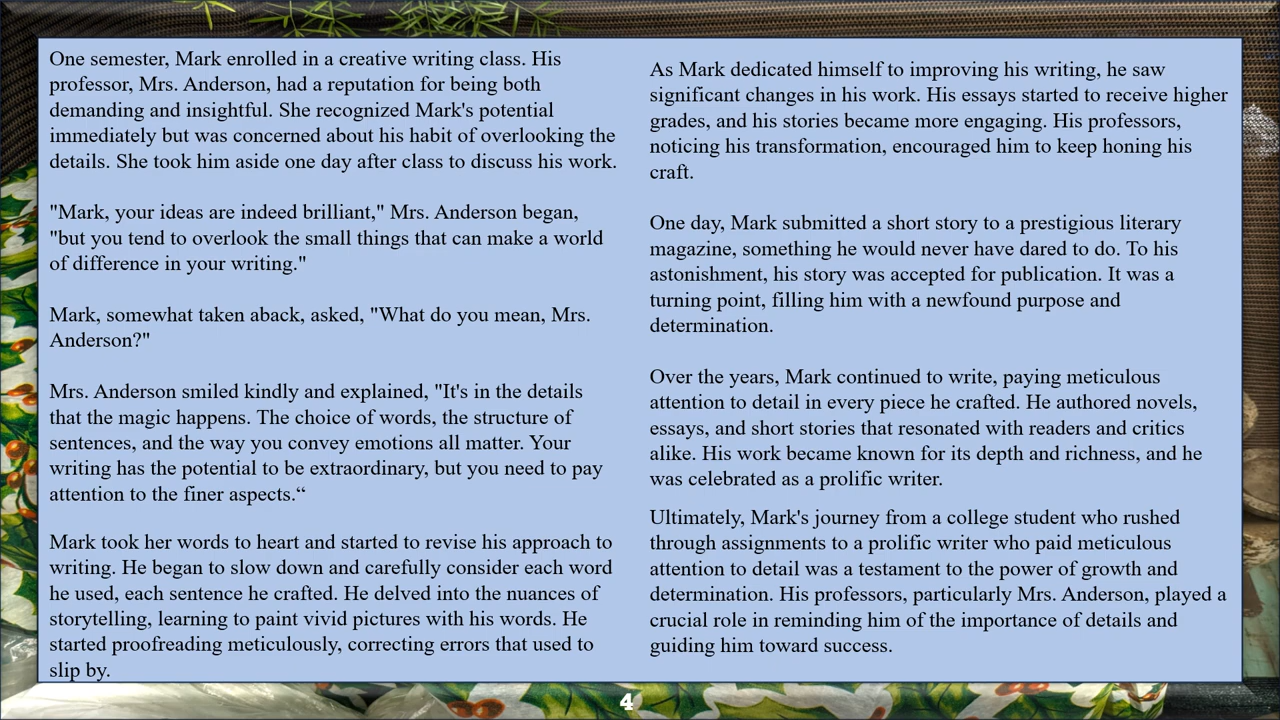 One semester, Mark enrolled in a creative writing class. His
professor, Mrs. Anderson, had a reputation for being both
demanding and insightful. She recognized Mark's potential
immediately but was concerned about his habit of overlooking the
details. She took him aside one day after class to discuss his work.
"Mark, your ideas are indeed brilliant," Mrs. Anderson began,
"but you tend to overlook the small things that can make a world
of difference in your writing."
Mark, somewhat taken aback, asked, "What do you mean, Mrs.
Anderson?"
Mrs. Anderson smiled kindly and explained, "It's in the details
that the magic happens. The choice of words, the structure of
sentences, and the way you convey emotions all matter. Your
writing has the potential to be extraordinary, but you need to pay
attention to the finer aspects.“
Mark took her words to heart and started to revise his approach to
writing. He began to slow down and carefully consider each word
he used, each sentence he crafted. He delved into the nuances of
storytelling, learning to paint vivid pictures with his words. He
started proofreading meticulously, correcting errors that used to
slip by.
As Mark dedicated himself to improving his writing, he saw
significant changes in his work. His essays started to receive higher
grades, and his stories became more engaging. His professors,
noticing his transformation, encouraged him to keep honing his
craft.
One day, Mark submitted a short story to a prestigious literary
magazine, something he would never have dared to do. To his
astonishment, his story was accepted for publication. It was a
turning point, filling him with a newfound purpose and
determination.
Over the years, Mark continued to write, paying meticulous
attention to detail in every piece he crafted. He authored novels,
essays, and short stories that resonated with readers and critics
alike. His work became known for its depth and richness, and he
was celebrated as a prolific writer.
Ultimately, Mark's journey from a college student who rushed
through assignments to a prolific writer who paid meticulous
attention to detail was a testament to the power of growth and
determination. His professors, particularly Mrs. Anderson, played a
crucial role in reminding him of the importance of details and
guiding him toward success.
4